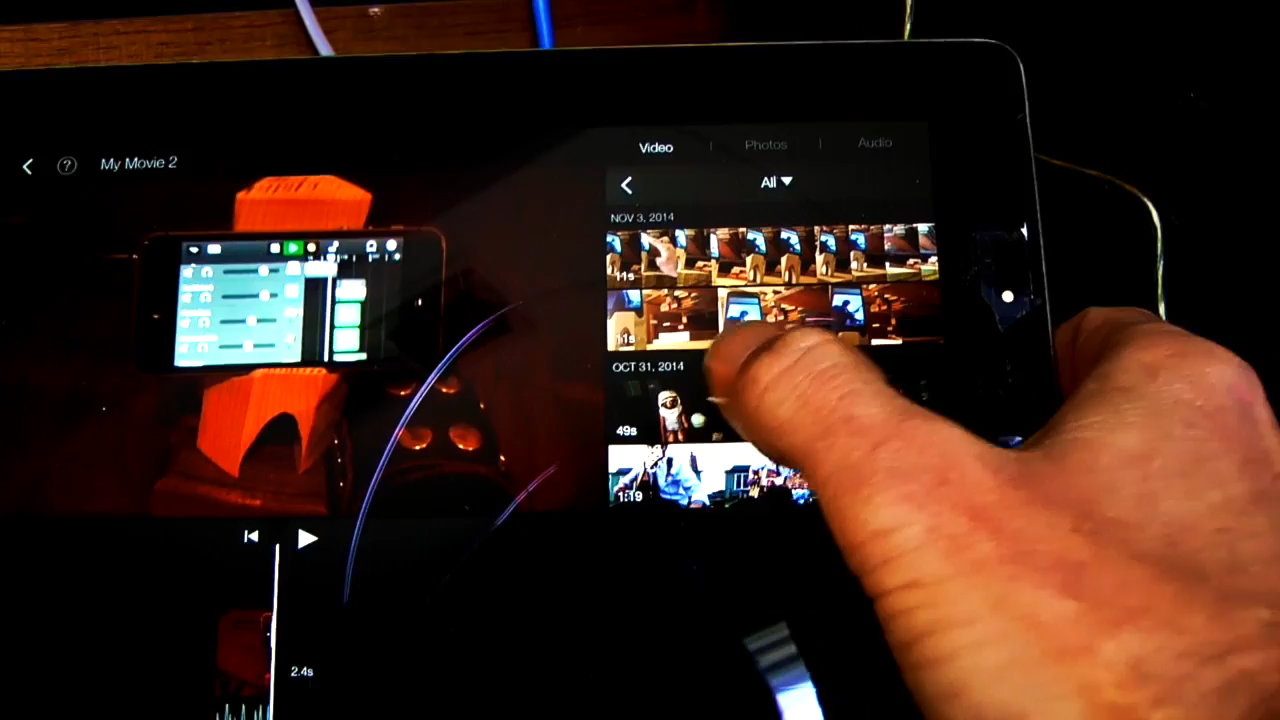 Video | Photos | Audio
? My Movie 2
All ▼
NOV 3, 2014
11s
11s
OCT 31, 2014
49s
1:19
2.4s